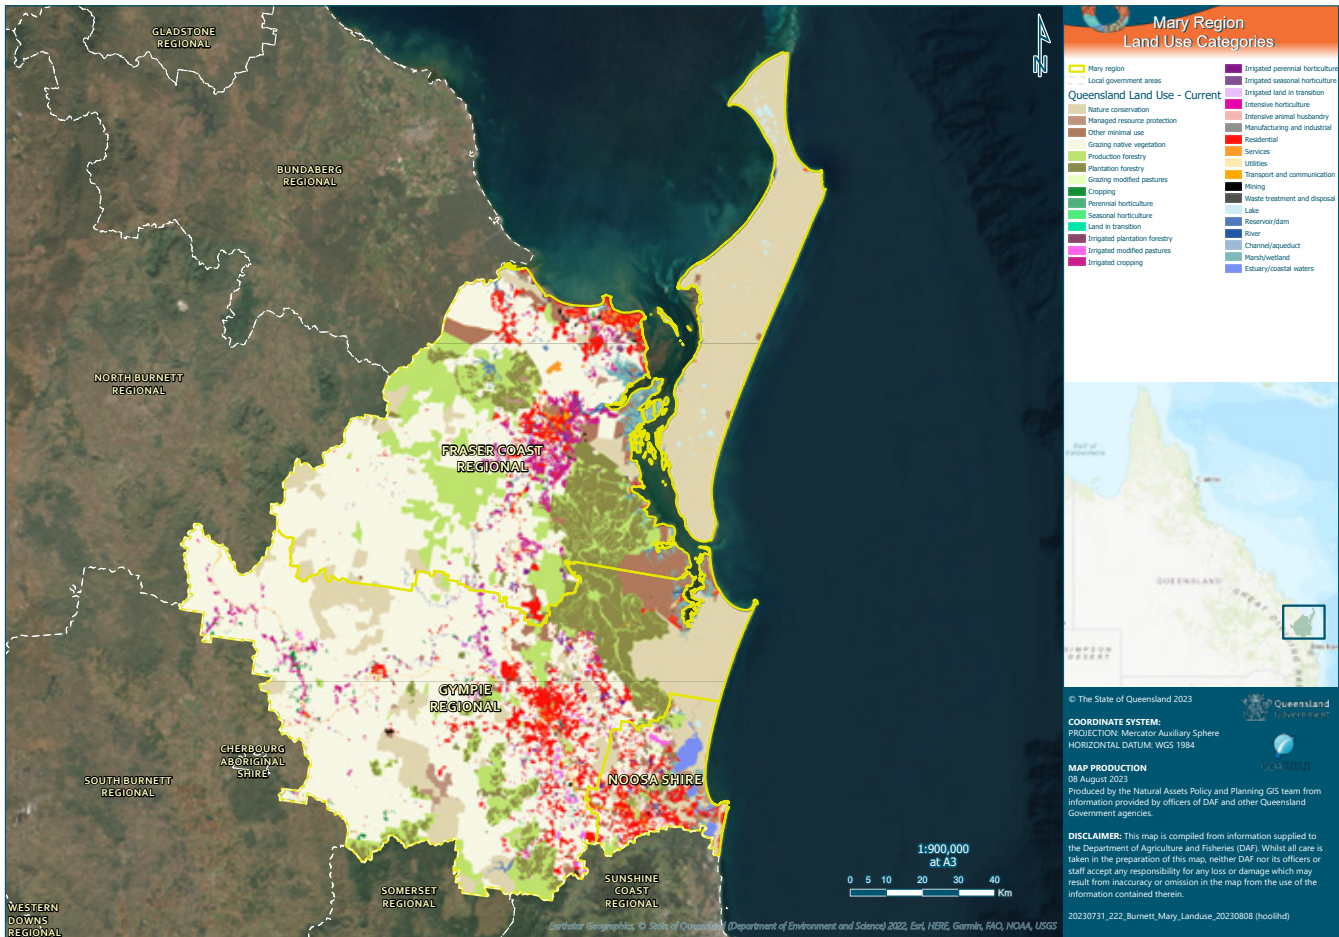 Mary Region
Land Use Categories
Mary region
Local government areas
Queensland Land Use - Current
Nature conservation
Managed resource protection
Other minimal use
Grazing native vegetation
Production forestry
Plantation forestry
Grazing modified pastures
Cropping
Perennial horticulture
Seasonal horticulture
Land in transition
Irrigated plantation forestry
Irrigated modified pastures
Irrigated cropping
Irrigated perennial horticulture
Irrigated seasonal horticulture
Irrigated land in transition
Intensive horticulture
Intensive animal husbandry
Manufacturing and industrial
Residential
Services
Utilities
Transport and communication
Mining
Waste treatment and disposal
Lake
Reservoir/dam
River
Channel/aqueduct
Marsh/wetland
Estuary/coastal waters
GLADSTONE
REGIONAL
BUNDABERG
REGIONAL
NORTH BURNETT
REGIONAL
FRASER COAST
REGIONAL
GYMPIE
REGIONAL
CHERBOURG
ABORIGINAL
SHIRE
SOUTH BURNETT
REGIONAL
NOOSA SHIRE
SOMERSET
REGIONAL
SUNSHINE
COAST
REGIONAL
WESTERN
DOWNS
REGIONAL
1:900,000
at A3
0 5 10 20 30 40
Km
Earthstar Geographics, © State of Queensland (Department of Environment and Science) 2022, Esri, HERE, Garmin, FAO, NOAA, USGS
Gulf of
Carpentaria
Cairns
QUEENSLAND
GREAT
SIMPSON
DESERT
© The State of Queensland 2023
Queensland
Government
COORDINATE SYSTEM:
PROJECTION: Mercator Auxiliary Sphere
HORIZONTAL DATUM: WGS 1984
MAP PRODUCTION
08 August 2023
Produced by the Natural Assets Policy and Planning GIS team from
information provided by officers of DAF and other Queensland
Government agencies.
DISCLAIMER: This map is compiled from information supplied to
the Department of Agriculture and Fisheries (DAF). Whilst all care is
taken in the preparation of this map, neither DAF nor its officers or
staff accept any responsibility for any loss or damage which may
result from inaccuracy or omission in the map from the use of the
information contained therein.
20230731_222_Burnett_Mary_Landuse_20230808 (hoolihd)